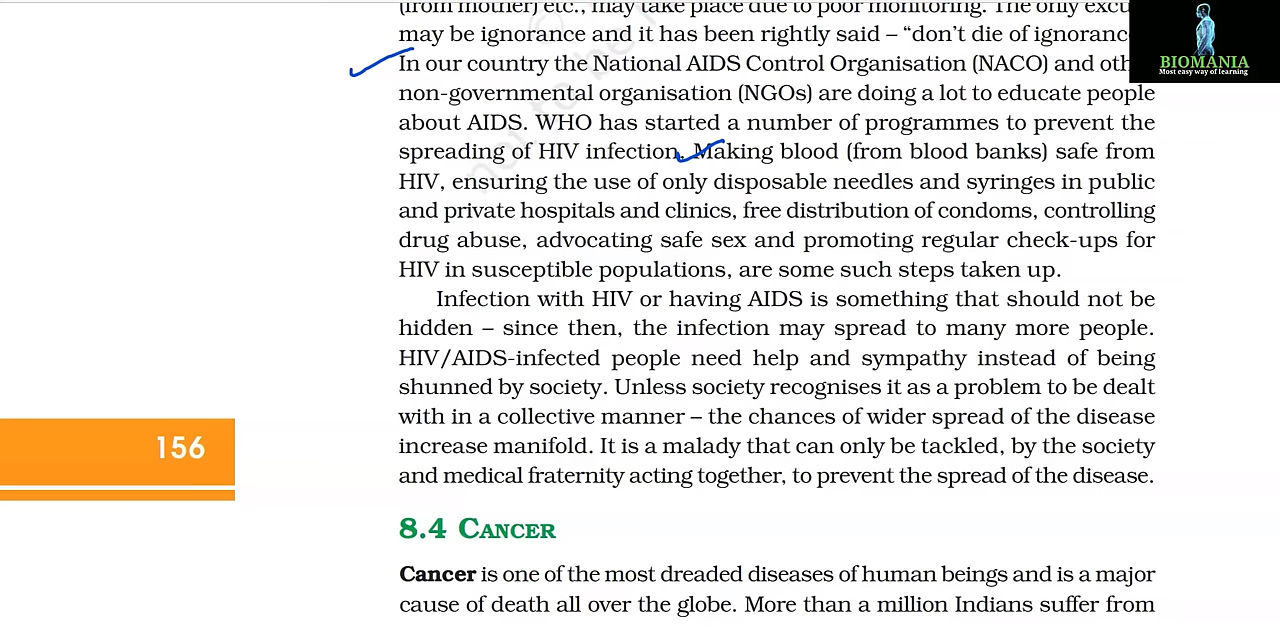 (from mother) etc., may take place due to poor monitoring. The only excu
may be ignorance and it has been rightly said – “don’t die of ignoranc
In our country the National AIDS Control Organisation (NACO) and oth
non-governmental organisation (NGOs) are doing a lot to educate people
about AIDS. WHO has started a number of programmes to prevent the
spreading of HIV infection. Making blood (from blood banks) safe from
HIV, ensuring the use of only disposable needles and syringes in public
and private hospitals and clinics, free distribution of condoms, controlling
drug abuse, advocating safe sex and promoting regular check-ups for
HIV in susceptible populations, are some such steps taken up.
Infection with HIV or having AIDS is something that should not be
hidden – since then, the infection may spread to many more people.
HIV/AIDS-infected people need help and sympathy instead of being
shunned by society. Unless society recognises it as a problem to be dealt
with in a collective manner – the chances of wider spread of the disease
increase manifold. It is a malady that can only be tackled, by the society
and medical fraternity acting together, to prevent the spread of the disease.
8.4 CANCER
Cancer is one of the most dreaded diseases of human beings and is a major
cause of death all over the globe. More than a million Indians suffer from
156
BIOMANIA
Most easy way of learning